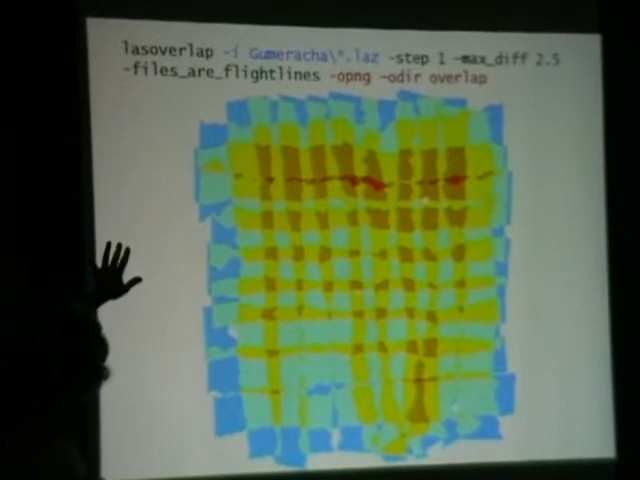 lasoverlap -i Gumeracha\*.laz -step 1 -max_diff 2.5
-files_are_flightlines -opng -odir overlap